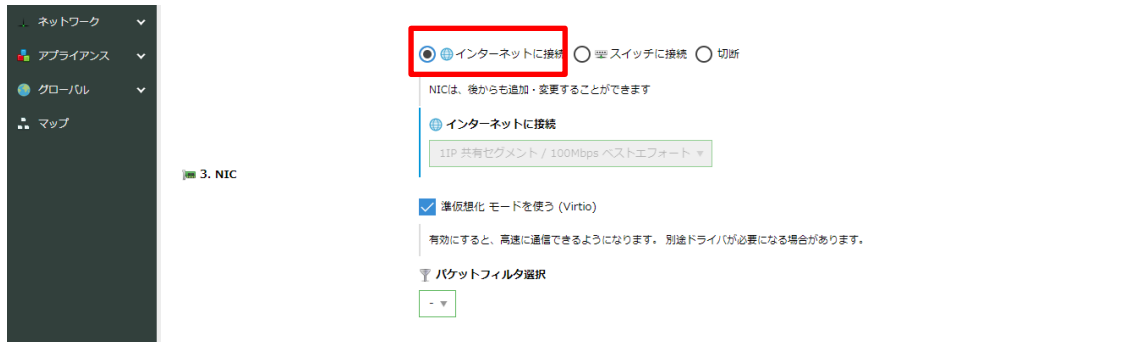 ネットワーク
アプライアンス
グローバル
マップ
3. NIC
インターネットに接続 スイッチに接続 切断
NICは、後からも追加・変更することができます
インターネットに接続
1IP 共有セグメント / 100Mbps ベストエフォート
準仮想化 モードを使う (Virtio)
有効にすると、高速に通信できるようになります。 別途ドライバが必要になる場合があります。
パケットフィルタ選択
-